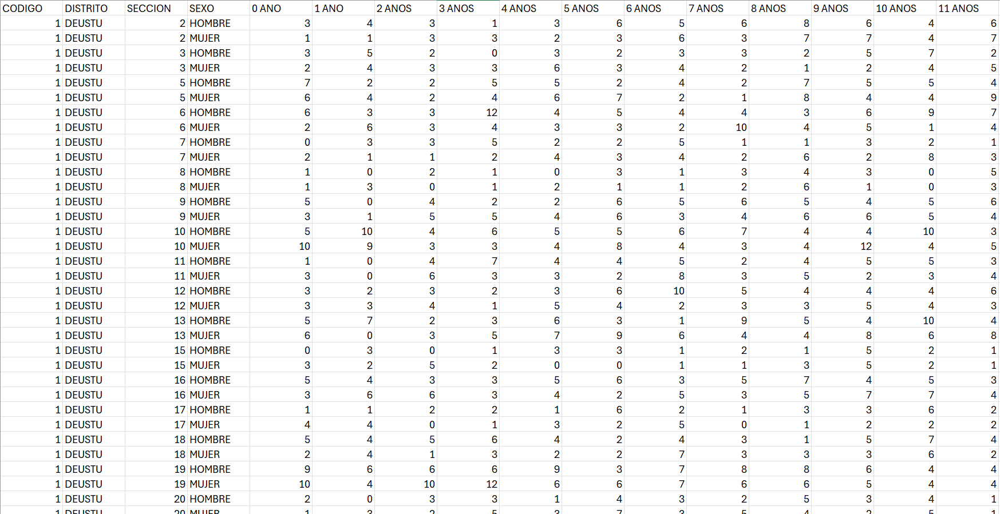 CODIGO DISTRITO SECCION SEXO 0 ANO 1 ANO 2 ANOS 3 ANOS 4 ANOS 5 ANOS 6 ANOS 7 ANOS 8 ANOS 9 ANOS 10 ANOS 11 ANOS
1 DEUSTU 2 HOMBRE 3 4 3 1 3 6 5 6 8 6 4 6
1 DEUSTU 2 MUJER 1 1 3 3 2 3 6 3 7 7 4 7
1 DEUSTU 3 HOMBRE 3 5 2 0 3 2 3 3 2 5 7 2
1 DEUSTU 3 MUJER 2 4 3 3 6 3 4 2 1 2 4 5
1 DEUSTU 5 HOMBRE 7 2 2 5 5 2 4 2 7 5 5 4
1 DEUSTU 5 MUJER 6 4 2 4 6 7 2 1 8 4 4 9
1 DEUSTU 6 HOMBRE 6 3 3 12 4 5 4 4 3 6 9 7
1 DEUSTU 6 MUJER 2 6 3 4 3 3 2 10 4 5 1 4
1 DEUSTU 7 HOMBRE 0 3 3 5 2 2 5 1 1 3 2 1
1 DEUSTU 7 MUJER 2 1 1 2 4 3 4 2 6 2 8 3
1 DEUSTU 8 HOMBRE 1 0 2 1 0 3 1 3 4 3 0 5
1 DEUSTU 8 MUJER 1 3 0 1 2 1 1 2 6 1 0 3
1 DEUSTU 9 HOMBRE 5 0 4 2 2 6 5 6 5 4 5 6
1 DEUSTU 9 MUJER 3 1 5 5 4 6 3 4 6 6 5 4
1 DEUSTU 10 HOMBRE 5 10 4 6 5 5 6 7 4 4 10 3
1 DEUSTU 10 MUJER 10 9 3 3 4 8 4 3 4 12 4 5
1 DEUSTU 11 HOMBRE 1 0 4 7 4 4 5 2 4 5 5 3
1 DEUSTU 11 MUJER 3 0 6 3 3 2 8 3 5 2 3 4
1 DEUSTU 12 HOMBRE 3 2 3 2 3 6 10 5 4 4 4 6
1 DEUSTU 12 MUJER 3 3 4 1 5 4 2 3 3 5 4 3
1 DEUSTU 13 HOMBRE 5 7 2 3 6 3 1 9 5 4 10 4
1 DEUSTU 13 MUJER 6 0 3 5 7 9 6 4 4 8 6 8
1 DEUSTU 15 HOMBRE 0 3 0 1 3 3 1 2 1 5 2 1
1 DEUSTU 15 MUJER 3 2 5 2 0 0 1 1 3 5 2 1
1 DEUSTU 16 HOMBRE 5 4 3 3 5 6 3 5 7 4 5 3
1 DEUSTU 16 MUJER 3 6 6 3 4 2 5 3 5 7 7 4
1 DEUSTU 17 HOMBRE 1 1 2 2 1 6 2 1 3 3 6 2
1 DEUSTU 17 MUJER 4 4 0 1 3 2 5 0 1 2 2 2
1 DEUSTU 18 HOMBRE 5 4 5 6 4 2 4 3 1 5 7 4
1 DEUSTU 18 MUJER 2 4 1 3 2 2 7 3 3 3 6 2
1 DEUSTU 19 HOMBRE 9 6 6 6 9 3 7 8 8 6 4 4
1 DEUSTU 19 MUJER 10 4 10 12 6 6 7 6 6 5 4 4
1 DEUSTU 20 HOMBRE 2 0 3 3 1 4 3 2 5 3 4 1
1 DEUSTU 20 MUJER 1 3 2 5 3 7 3 5 4 2 5 1